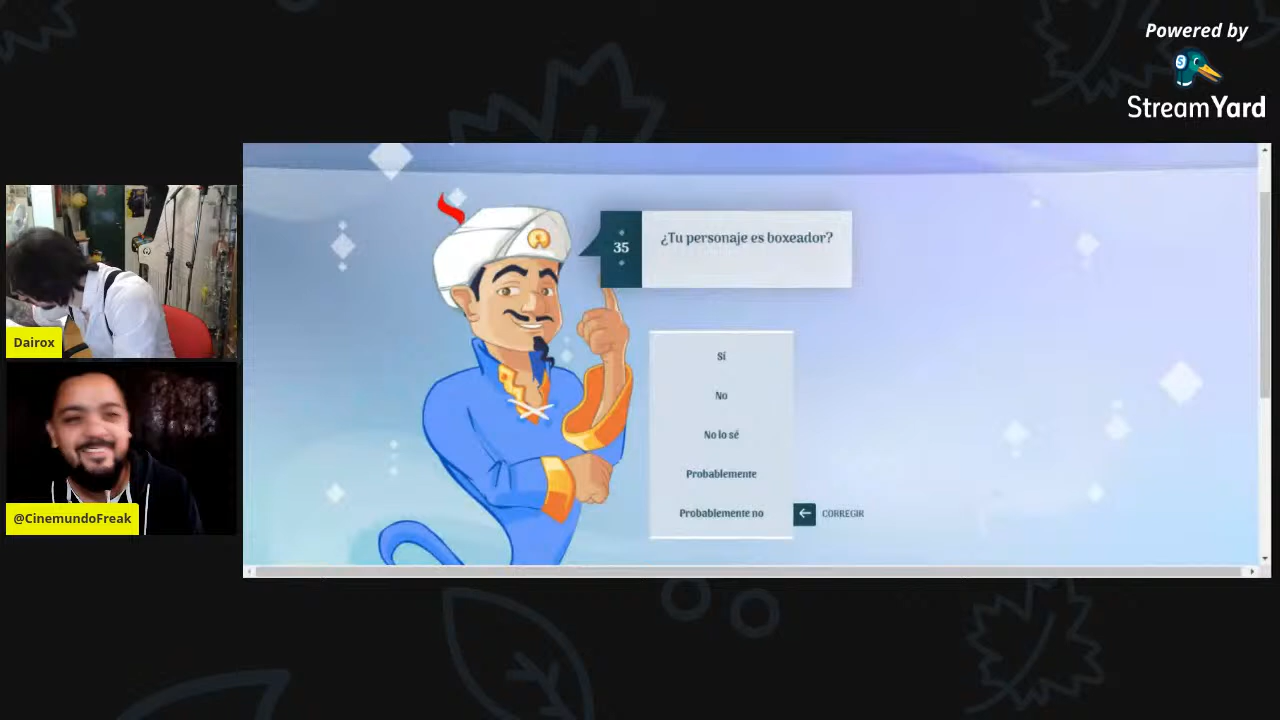 Powered by
StreamYard
35
¿Tu personaje es boxeador?
Sí
No
No lo sé
Probablemente
Probablemente no
CORREGIR
Dairox
@CinemundoFreak